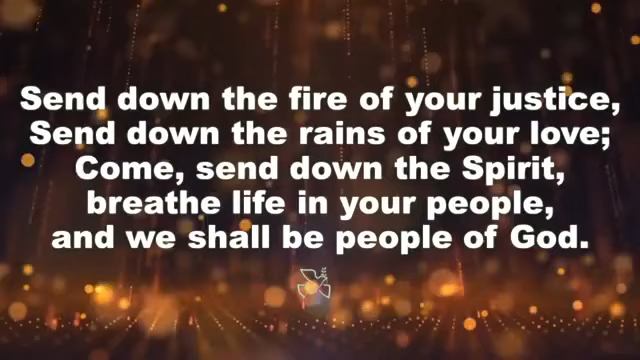 Send down the fire of your justice,
Send down the rains of your love;
Come, send down the Spirit,
breathe life in your people,
and we shall be people of God.